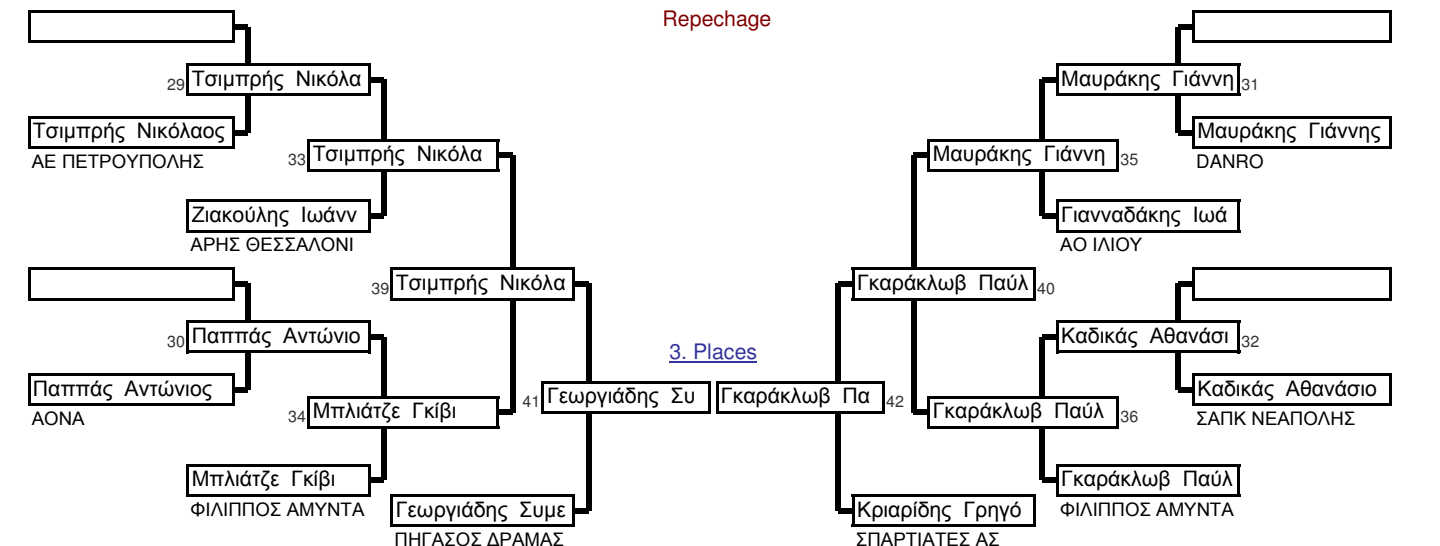 Repechage
29
Τσιμπρής Νικόλα
Τσιμπρής Νικόλαος
ΑΕ ΠΕΤΡΟΥΠΟΛΗΣ
33
Τσιμπρής Νικόλα
Ζιακούλης Ιωάνν
ΑΡΗΣ ΘΕΣΣΑΛΟΝΙ
39
Τσιμπρής Νικόλα
30
Παππάς Αντώνιο
Παππάς Αντώνιος
ΑΟΝΑ
34
Μπλιάτζε Γκίβι
Μπλιάτζε Γκίβι
ΦΙΛΙΠΠΟΣ ΑΜΥΝΤΑ
41
Γεωργιάδης Συ
Γεωργιάδης Συμε
ΠΗΓΑΣΟΣ ΔΡΑΜΑΣ
3. Places
Μαυράκης Γιάννη
31
Μαυράκης Γιάννης
DANRO
Μαυράκης Γιάννη
35
Γιανναδάκης Ιωά
ΑΟ ΙΛΙΟΥ
Γκαράκλωβ Παύλ
40
Καδικάς Αθανάσι
32
Καδικάς Αθανάσιο
ΣΑΠΚ ΝΕΑΠΟΛΗΣ
Γκαράκλωβ Πα
42
Γκαράκλωβ Παύλ
36
Γκαράκλωβ Παύλ
ΦΙΛΙΠΠΟΣ ΑΜΥΝΤΑ
Κριαρίδης Γρηγό
ΣΠΑΡΤΙΑΤΕΣ ΑΣ